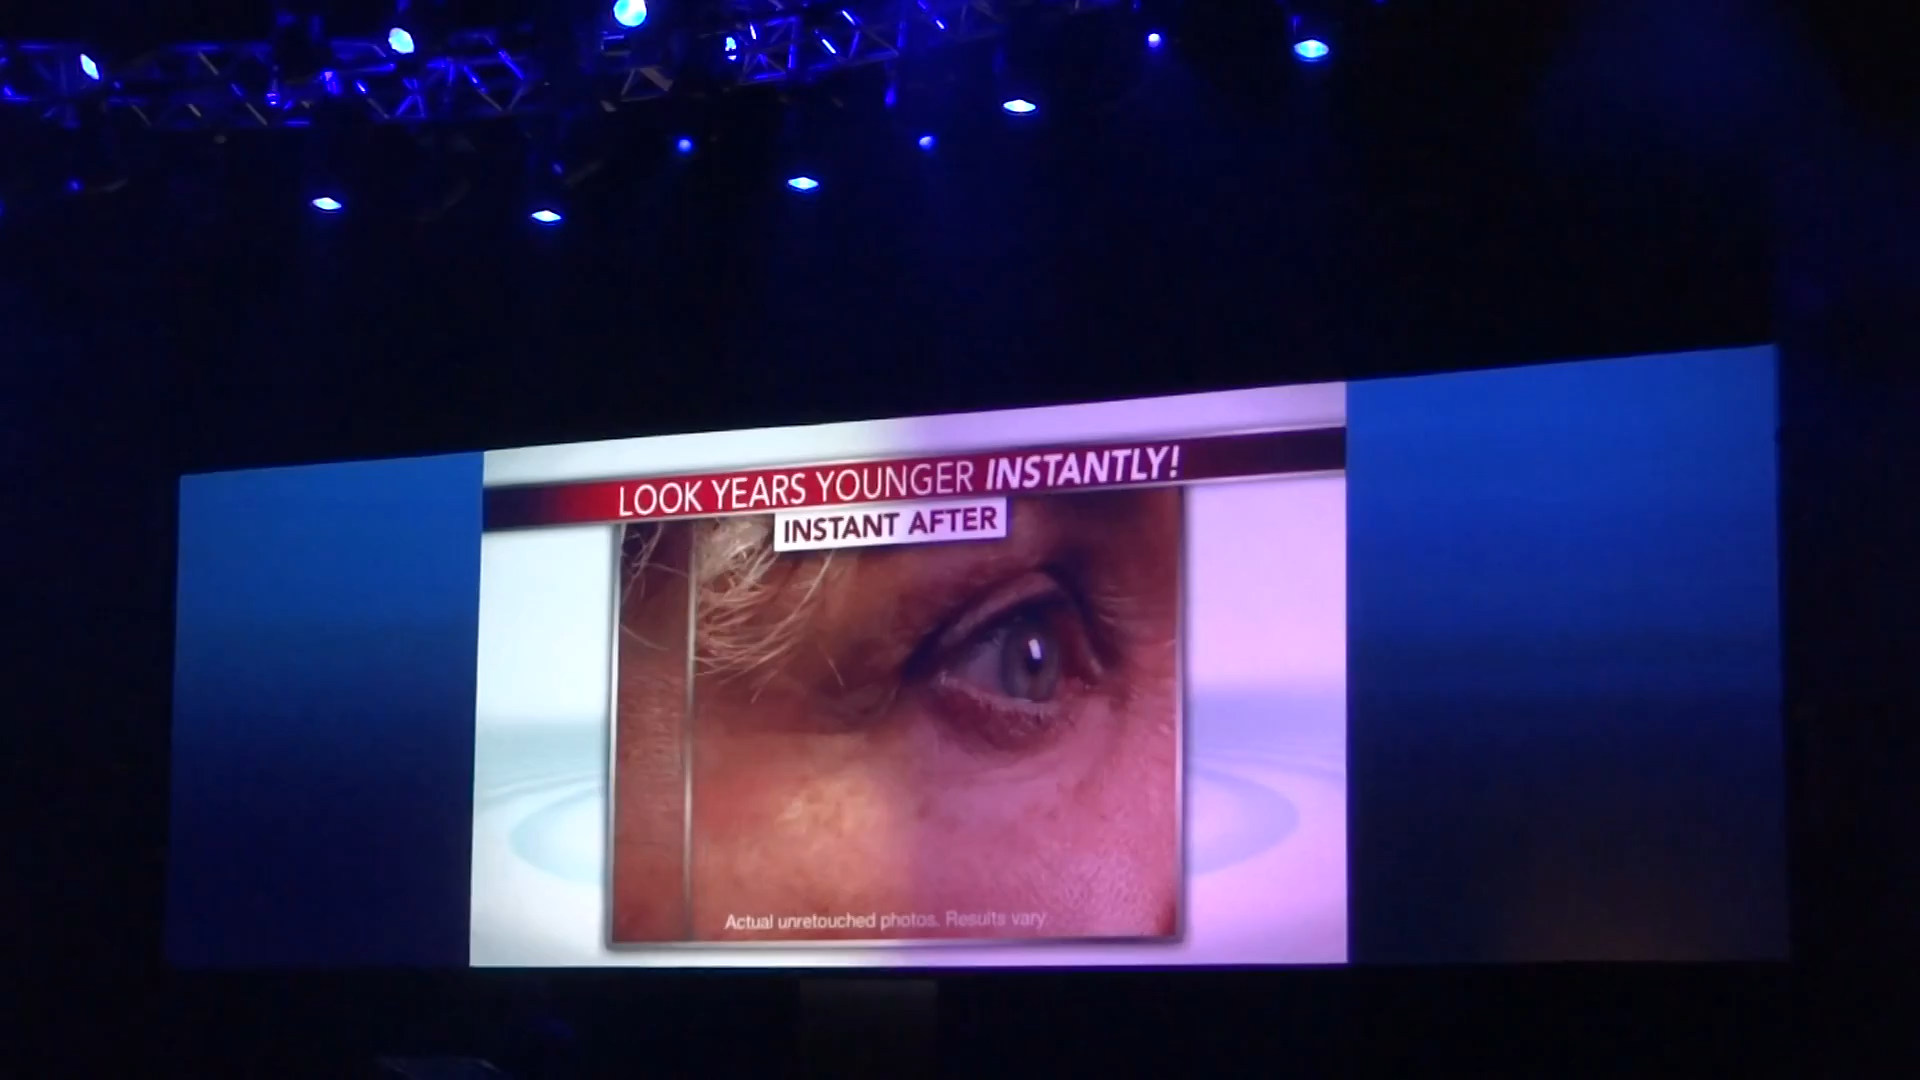 LOOK YEARS YOUNGER INSTANTLY!
INSTANT AFTER
Actual unretouched photos. Results vary.